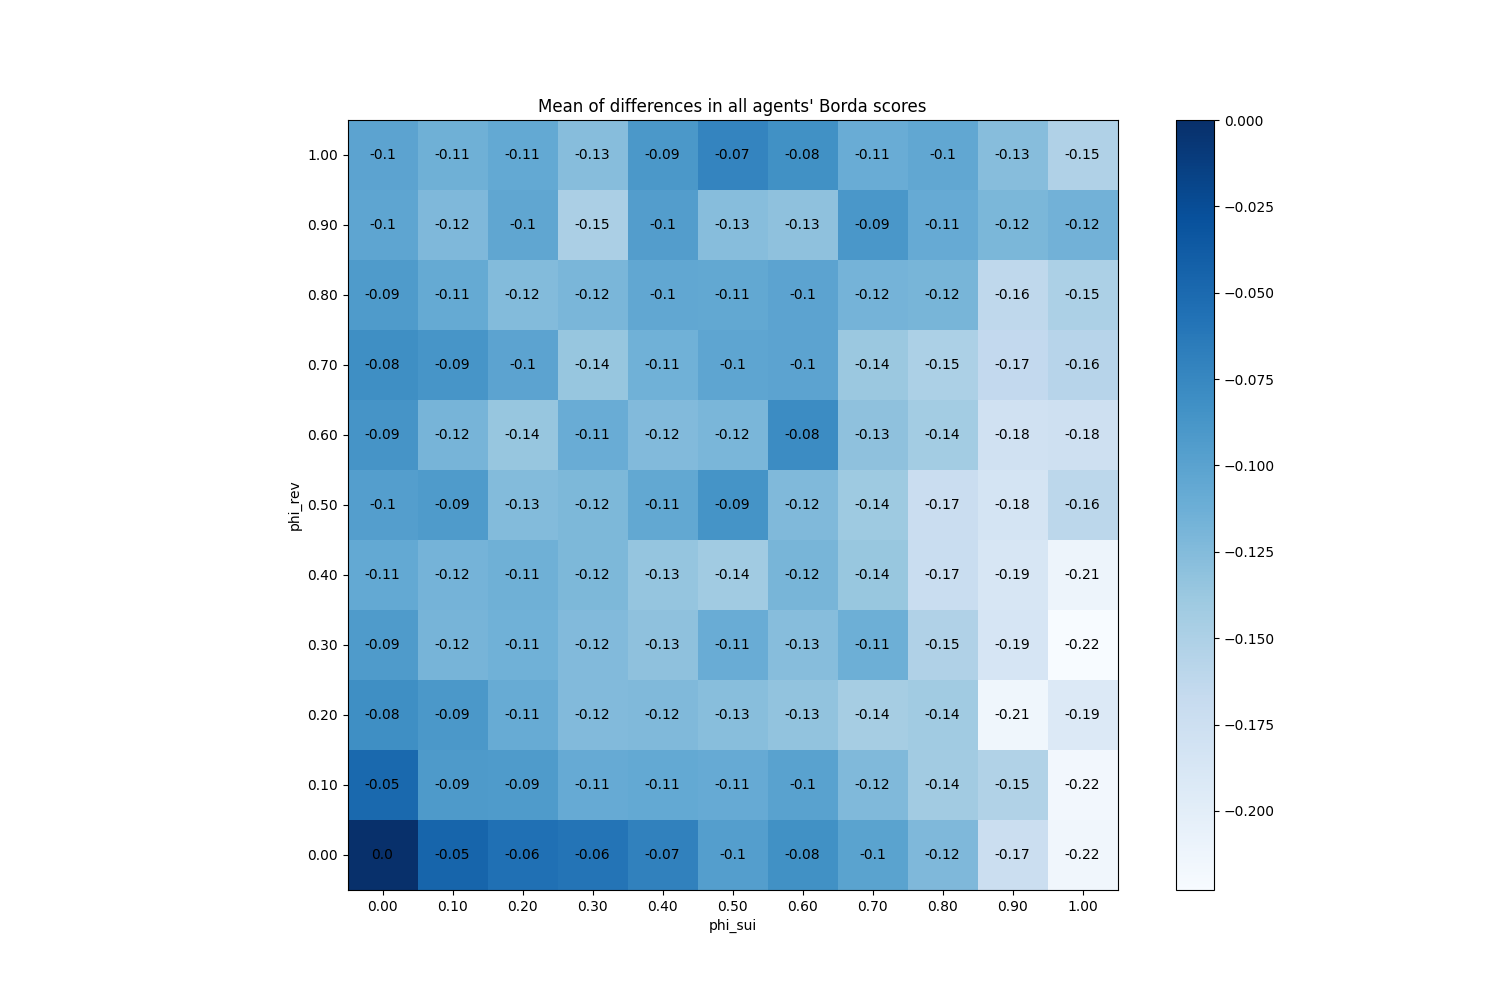 Mean of differences in all agents' Borda scores
1.00 -0.1 -0.11 -0.11 -0.13 -0.09 -0.07 -0.08 -0.11 -0.1 -0.13 -0.15
0.90 -0.1 -0.12 -0.1 -0.15 -0.1 -0.13 -0.13 -0.09 -0.11 -0.12 -0.12
0.80 -0.09 -0.11 -0.12 -0.12 -0.1 -0.11 -0.1 -0.12 -0.12 -0.16 -0.15
0.70 -0.08 -0.09 -0.1 -0.14 -0.11 -0.1 -0.1 -0.14 -0.15 -0.17 -0.16
0.60 -0.09 -0.12 -0.14 -0.11 -0.12 -0.12 -0.08 -0.13 -0.14 -0.18 -0.18
0.50 -0.1 -0.09 -0.13 -0.12 -0.11 -0.09 -0.12 -0.14 -0.17 -0.18 -0.16
0.40 -0.11 -0.12 -0.11 -0.12 -0.13 -0.14 -0.12 -0.14 -0.17 -0.19 -0.21
0.30 -0.09 -0.12 -0.11 -0.12 -0.13 -0.11 -0.13 -0.11 -0.15 -0.19 -0.22
0.20 -0.08 -0.09 -0.11 -0.12 -0.12 -0.13 -0.13 -0.14 -0.14 -0.21 -0.19
0.10 -0.05 -0.09 -0.09 -0.11 -0.11 -0.11 -0.1 -0.12 -0.14 -0.15 -0.22
0.00 0.0 -0.05 -0.06 -0.06 -0.07 -0.1 -0.08 -0.1 -0.12 -0.17 -0.22
0.00 0.10 0.20 0.30 0.40 0.50 0.60 0.70 0.80 0.90 1.00
phi_sui
phi_rev
0.000
−0.025
−0.050
−0.075
−0.100
−0.125
−0.150
−0.175
−0.200